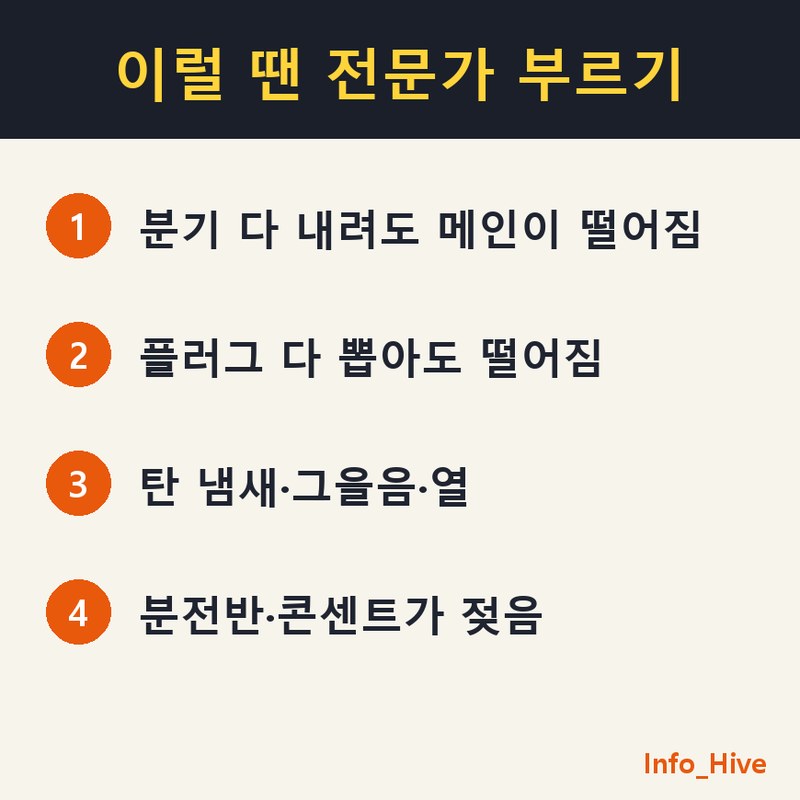 이럴 땐 전문가 부르기
1 분기 다 내려도 메인이 떨어짐
2 플러그 다 뽑아도 떨어짐
3 탄 냄새·그을음·열
4 분전반·콘센트가 젖음
Info_Hive